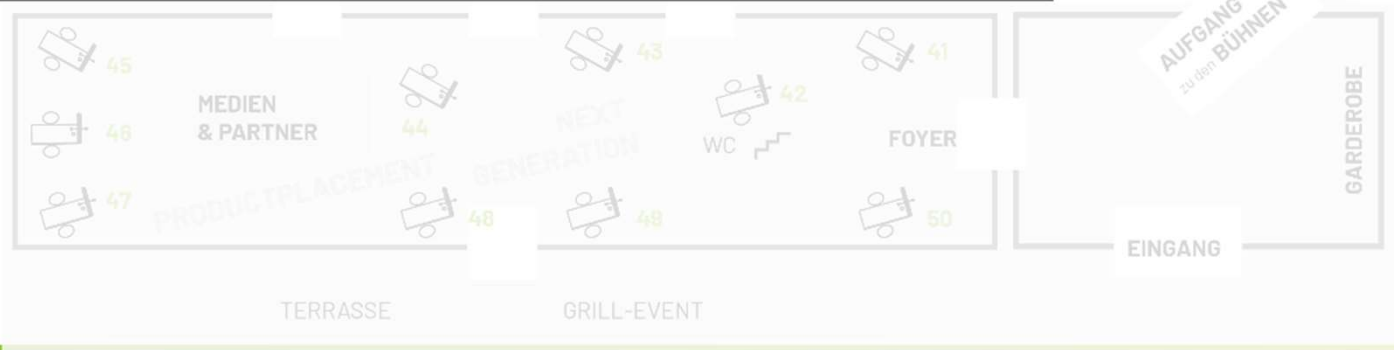 45
MEDIEN
& PARTNER
46
47
PRODUCTPLACEMENT
44
48
NEXT
GENERATION
43
49
42
WC
41
FOYER
50
AUFGANG
zu den BÜHNEN
GARDEROBE
EINGANG
TERRASSE
GRILL-EVENT